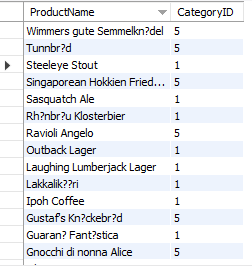 ProductName CategoryID
Wimmers gute Semmelkn?del 5
Tunnbr?d 5
Steeleye Stout 1
Singaporean Hokkien Fried... 5
Sasquatch Ale 1
Rh?nbr?u Klosterbier 1
Ravioli Angelo 5
Outback Lager 1
Laughing Lumberjack Lager 1
Lakkalik??ri 1
Ipoh Coffee 1
Gustaf's Kn?ckebr?d 5
Guaran? Fant?stica 1
Gnocchi di nonna Alice 5